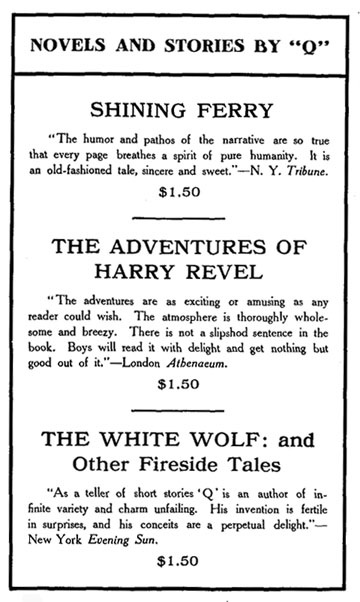 NOVELS AND STORIES BY "Q"
SHINING FERRY
"The humor and pathos of the narrative are so true
that every page breathes a spirit of pure humanity. It is
an old-fashioned tale, sincere and sweet."—N. Y. Tribune.
$1.50
THE ADVENTURES OF
HARRY REVEL
"The adventures are as exciting or amusing as any
reader could wish. The atmosphere is thoroughly whole-
some and breezy. There is not a slipshod sentence in the
book. Boys will read it with delight and get nothing but
good out of it."—London Athenaeum.
$1.50
THE WHITE WOLF: and
Other Fireside Tales
"As a teller of short stories 'Q' is an author of in-
finite variety and charm unfailing. His invention is fertile
in surprises, and his conceits are a perpetual delight."—
New York Evening Sun.
$1.50